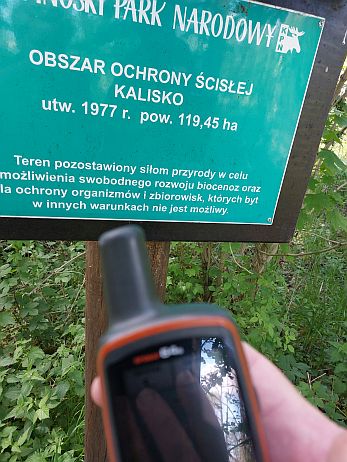 PARK NARODOWY
KPN
OBSZAR OCHRONY ŚCISŁEJ
KALISKO
utw. 1977 r. pow. 119,45 ha
Teren pozostawiony siłom przyrody w celu
możliwienia swobodnego rozwoju biocenoz oraz
la ochrony organizmów i zbiorowisk, których byt
w innych warunkach nie jest możliwy.